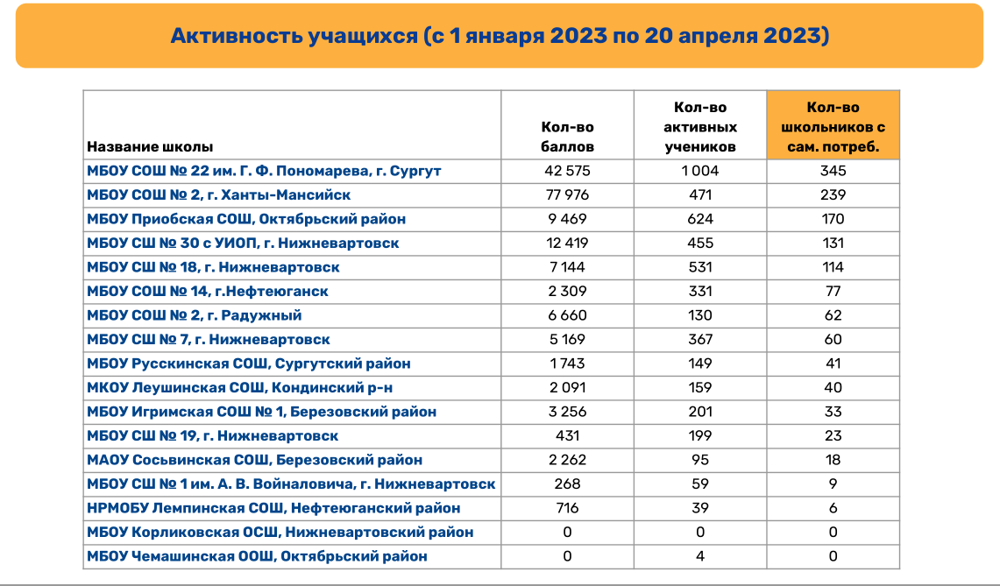 Активность учащихся (с 1 января 2023 по 20 апреля 2023)
Название школы Кол-во баллов Кол-во активных учеников Кол-во школьников с сам. потреб.
МБОУ СОШ № 22 им. Г. Ф. Пономарева, г. Сургут 42 575 1 004 345
МБОУ СОШ № 2, г. Ханты-Мансийск 77 976 471 239
МБОУ Приобская СОШ, Октябрьский район 9 469 624 170
МБОУ СШ № 30 с УИОП, г. Нижневартовск 12 419 455 131
МБОУ СШ № 18, г. Нижневартовск 7 144 531 114
МБОУ СОШ № 14, г.Нефтеюганск 2 309 331 77
МБОУ СОШ № 2, г. Радужный 6 660 130 62
МБОУ СШ № 7, г. Нижневартовск 5 169 367 60
МБОУ Русскинская СОШ, Сургутский район 1 743 149 41
МКОУ Леушинская СОШ, Кондинский р-н 2 091 159 40
МБОУ Игримская СОШ № 1, Березовский район 3 256 201 33
МБОУ СШ № 19, г. Нижневартовск 431 199 23
МАОУ Сосьвинская СОШ, Березовский район 2 262 95 18
МБОУ СШ № 1 им. А. В. Войналовича, г. Нижневартовск 268 59 9
НРМОБУ Лемпинская СОШ, Нефтеюганский район 716 39 6
МБОУ Корликовская ОСШ, Нижневартовский район 0 0 0
МБОУ Чемашинская ООШ, Октябрьский район 0 4 0